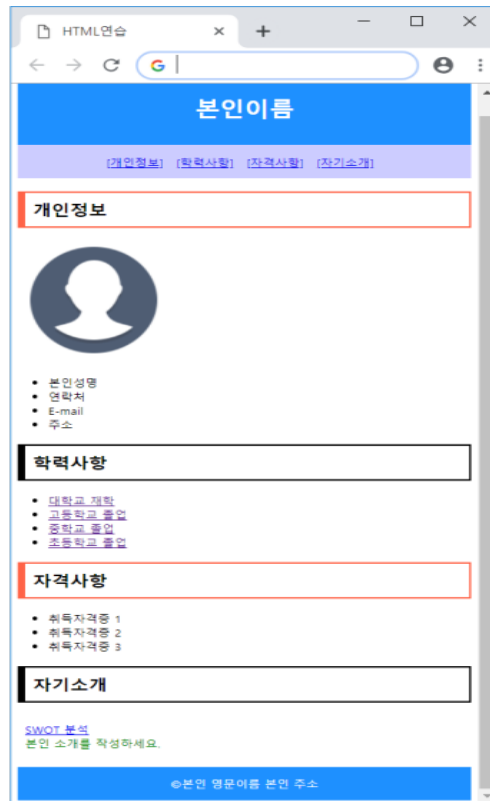 HTML연습
본인이름
[개인정보] [학력사항] [자격사항] [자기소개]
개인정보
본인성명
연락처
E-mail
주소
학력사항
대학교 재학
고등학교 졸업
중학교 졸업
초등학교 졸업
자격사항
취득자격증 1
취득자격증 2
취득자격증 3
자기소개
SWOT 분석
본인 소개를 작성하세요.
©본인 영문이름 본인 주소